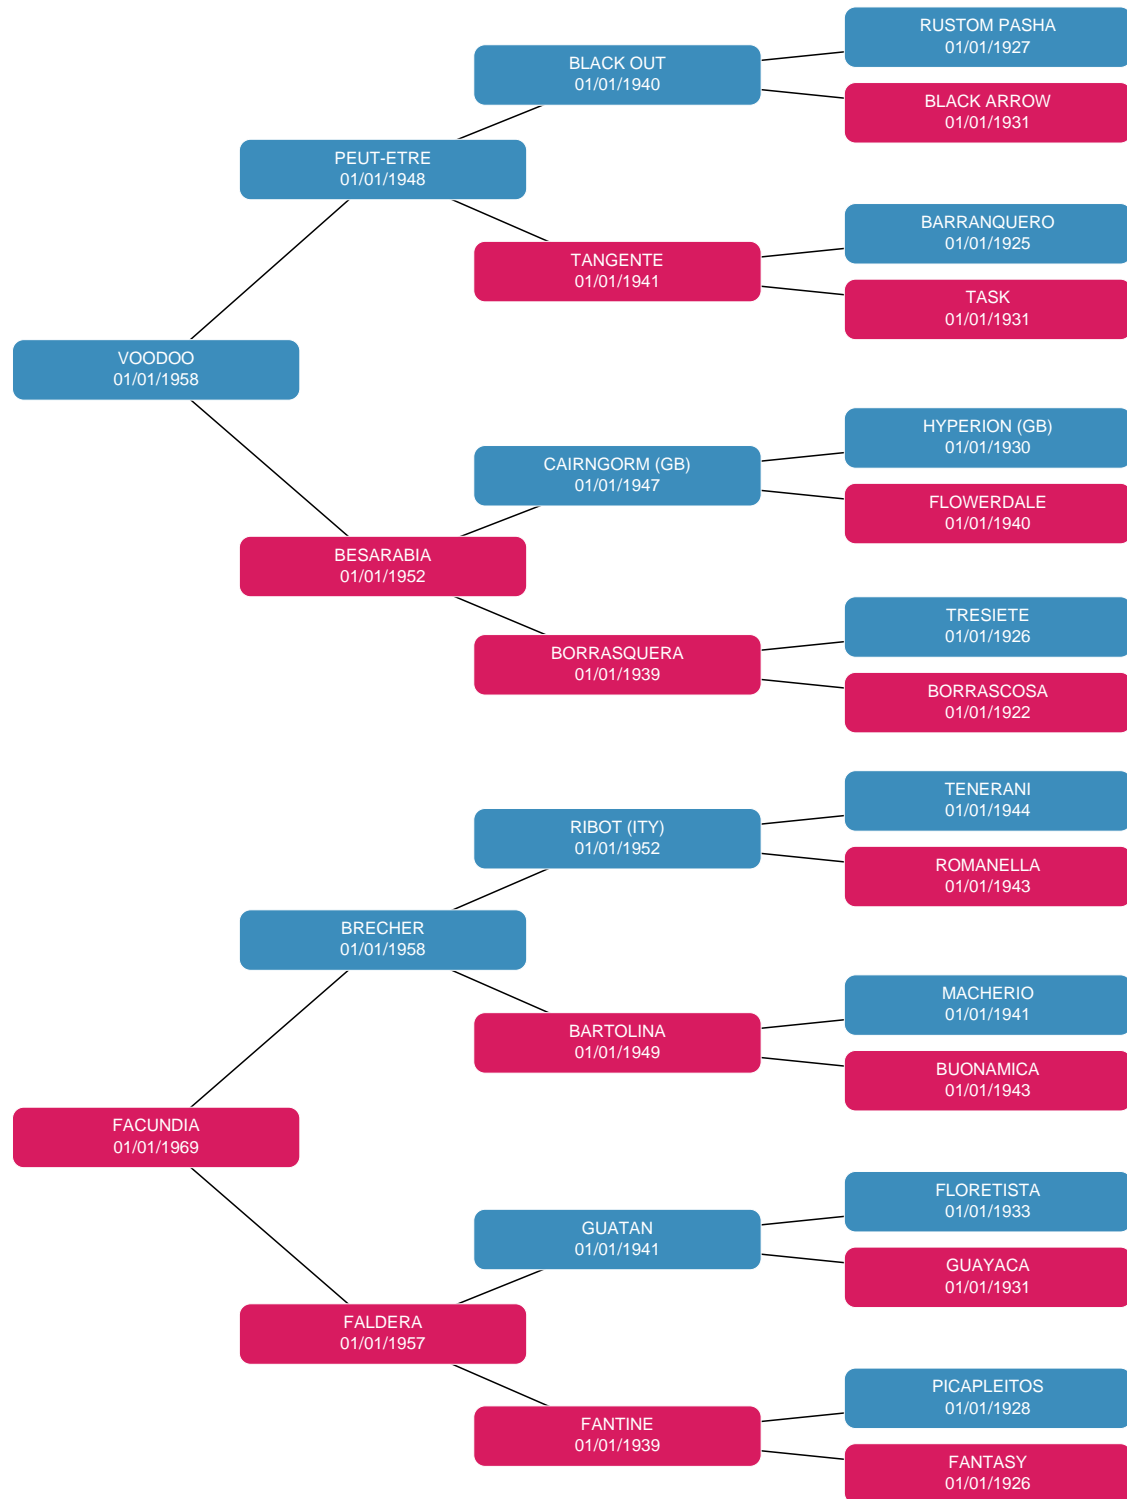 RUSTOM PASHA
01/01/1927
BLACK OUT
01/01/1940
BLACK ARROW
01/01/1931
PEUT-ETRE
01/01/1948
BARRANQUERO
01/01/1925
TANGENTE
01/01/1941
TASK
01/01/1931
VOODOO
01/01/1958
HYPERION (GB)
01/01/1930
CAIRNGORM (GB)
01/01/1947
FLOWERDALE
01/01/1940
BESARABIA
01/01/1952
TRESIETE
01/01/1926
BORRASQUERA
01/01/1939
BORRASCOSA
01/01/1922
TENERANI
01/01/1944
RIBOT (ITY)
01/01/1952
ROMANELLA
01/01/1943
BRECHER
01/01/1958
MACHERIO
01/01/1941
BARTOLINA
01/01/1949
BUONAMICA
01/01/1943
FACUNDIA
01/01/1969
FLORETISTA
01/01/1933
GUATAN
01/01/1941
GUAYACA
01/01/1931
FALDERA
01/01/1957
PICAPLEITOS
01/01/1928
FANTINE
01/01/1939
FANTASY
01/01/1926